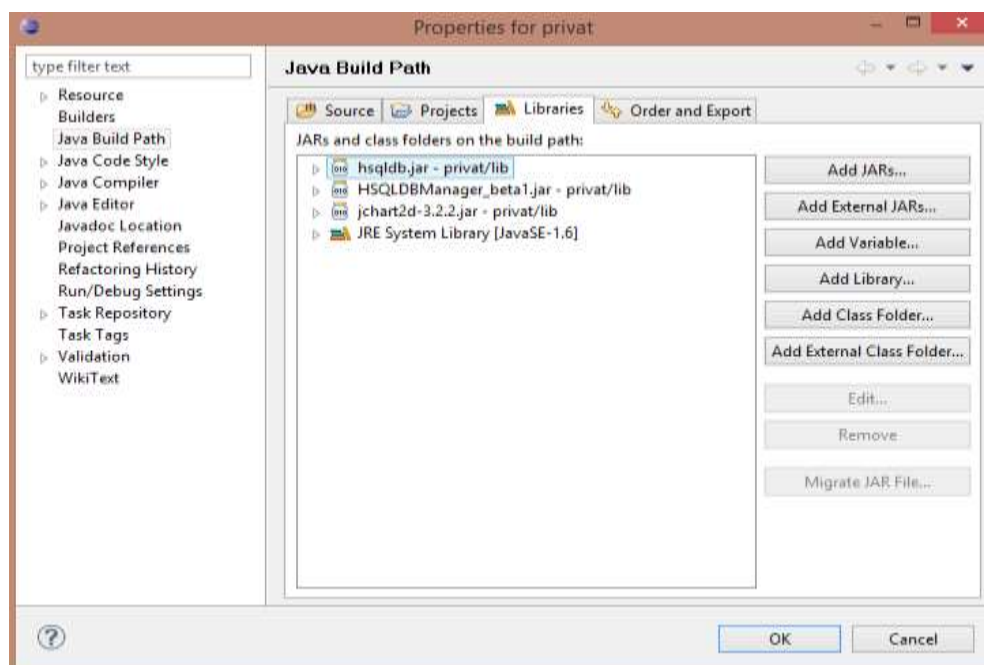 Properties for privat
type filter text
Resource
Builders
Java Build Path
Java Code Style
Java Compiler
Java Editor
Javadoc Location
Project References
Refactoring History
Run/Debug Settings
Task Repository
Task Tags
Validation
WikiText
Java Build Path
Source Projects Libraries Order and Export
JARs and class folders on the build path:
hsqldb.jar - privat/lib
HSQLDBManager_beta1.jar - privat/lib
jchart2d-3.2.2.jar - privat/lib
JRE System Library [JavaSE-1.6]
Add JARs...
Add External JARs...
Add Variable...
Add Library...
Add Class Folder...
Add External Class Folder...
Edit...
Remove
Migrate JAR File...
OK Cancel